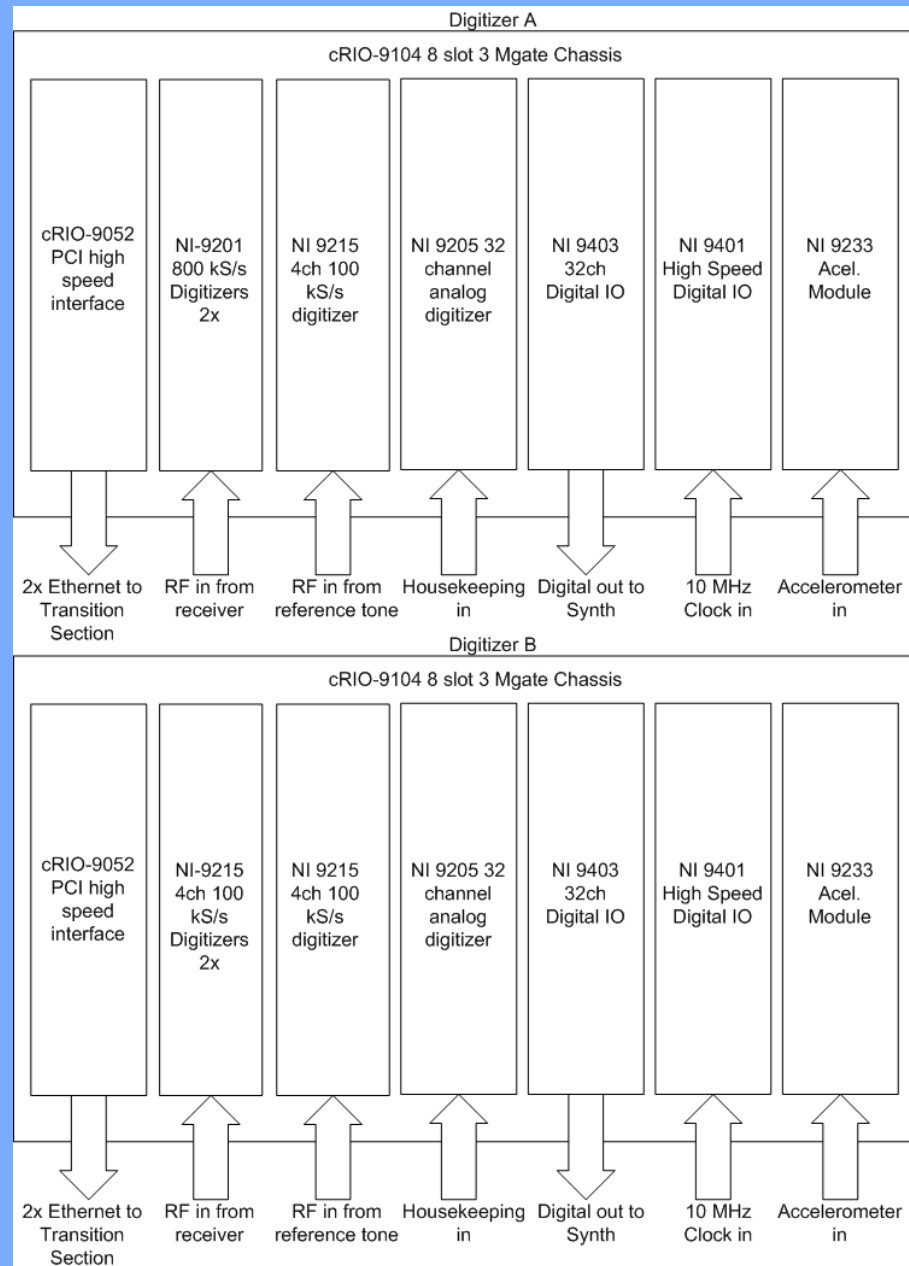 Digitizer A
cRIO-9104 8 slot 3 Mgate Chassis
cRIO-9052
PCI high
speed
interface
NI-9201
800 kS/s
Digitizers
2x
NI 9215
4ch 100
kS/s
digitizer
NI 9205 32
channel
analog
digitizer
NI 9403
32ch
Digital IO
NI 9401
High Speed
Digital IO
NI 9233
Acel.
Module
2x Ethernet to
Transition
Section
RF in from
receiver
RF in from
reference tone
Housekeeping
in
Digital out to
Synth
10 MHz
Clock in
Accelerometer
in
Digitizer B
cRIO-9104 8 slot 3 Mgate Chassis
cRIO-9052
PCI high
speed
interface
NI-9215
4ch 100
kS/s
Digitizers
2x
NI 9215
4ch 100
kS/s
digitizer
NI 9205 32
channel
analog
digitizer
NI 9403
32ch
Digital IO
NI 9401
High Speed
Digital IO
NI 9233
Acel.
Module
2x Ethernet to
Transition
Section
RF in from
receiver
RF in from
reference tone
Housekeeping
in
Digital out to
Synth
10 MHz
Clock in
Accelerometer
in